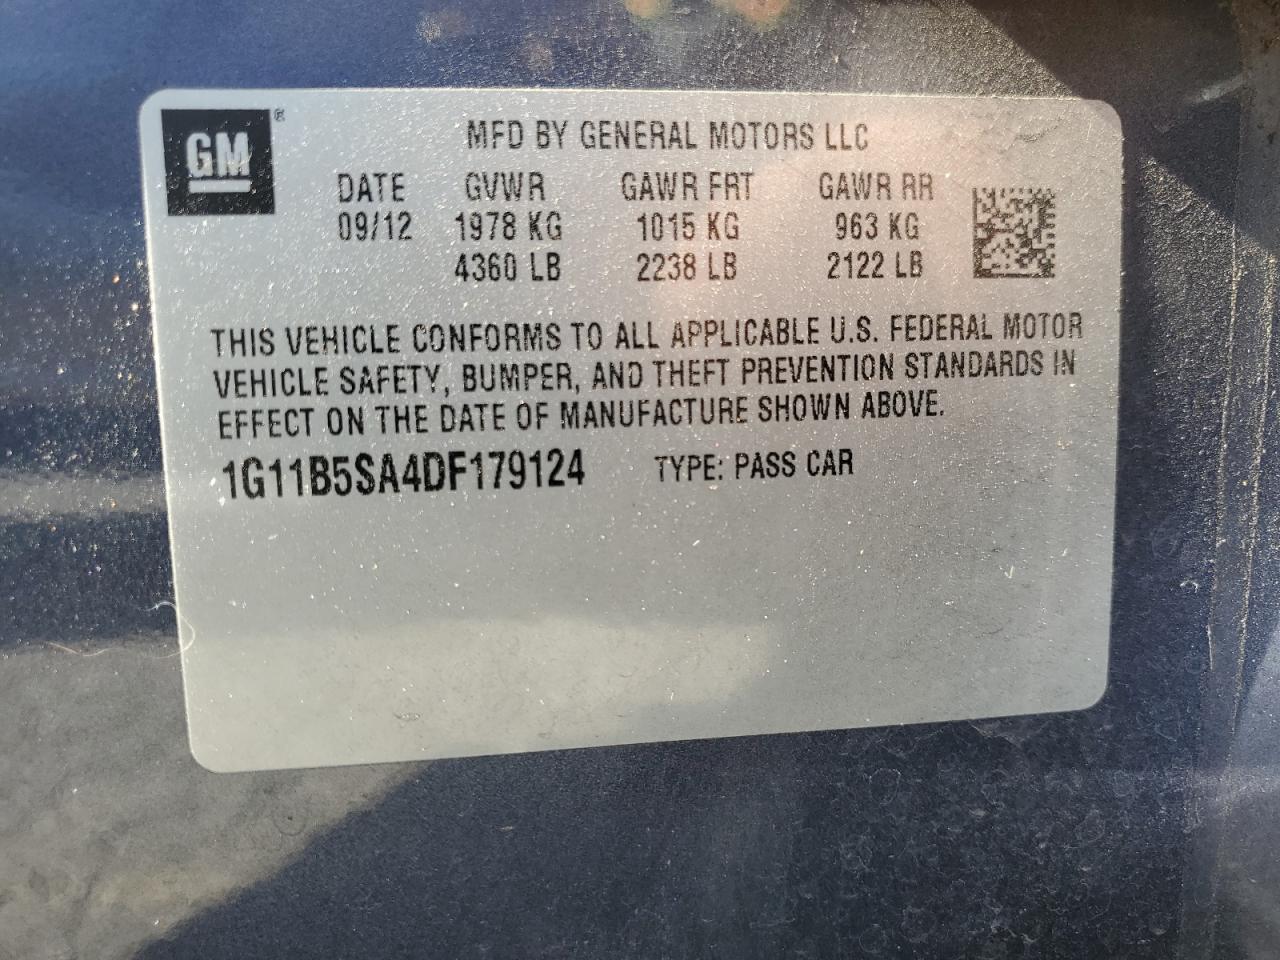 GM ®
MFD BY GENERAL MOTORS LLC
DATE GVWR GAWR FRT GAWR RR
09/12 1978 KG 1015 KG 963 KG
4360 LB 2238 LB 2122 LB
THIS VEHICLE CONFORMS TO ALL APPLICABLE U.S. FEDERAL MOTOR
VEHICLE SAFETY, BUMPER, AND THEFT PREVENTION STANDARDS IN
EFFECT ON THE DATE OF MANUFACTURE SHOWN ABOVE.
1G11B5SA4DF179124 TYPE: PASS CAR